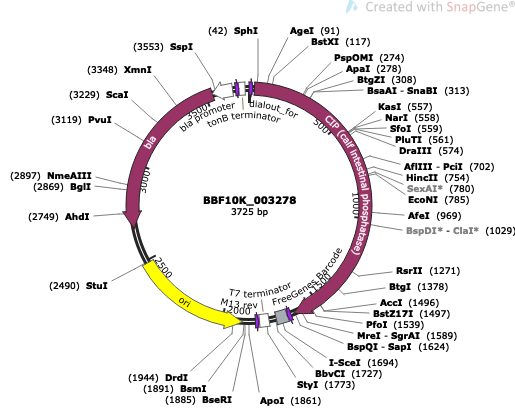 Created with SnapGene®
(42) SphI
AgeI (91)
BstXI (117)
PspOMI (274)
ApaI (278)
BtgZI (308)
BsaAI - SnaBI (313)
KasI (557)
NarI (558)
SfoI (559)
PluTI (561)
DraIII (574)
AflIII - PciI (702)
HincII (754)
SexAI* (780)
EcoNI (785)
AfeI (969)
BspDI* - ClaI* (1029)
RsrII (1271)
BtgI (1378)
AccI (1496)
BstZ17I (1497)
PfoI (1539)
MreI - SgrAI (1589)
BspQI - SapI (1624)
I-SceI (1694)
BbvCI (1727)
StyI (1773)
ApoI (1861)
(1885) BseRI
(1891) BsmI
(1944) DrdI
(2490) StuI
(2749) AhdI
(2869) BglI
(2897) NmeAIII
(3119) PvuI
(3229) ScaI
(3348) XmnI
(3553) SspI
bla promoter
tonB terminator
dialout_for
CIP (calf intestinal phosphatase)
FreeGenes Barcode
T7 terminator
M13 rev
ori
bla
500
1000
1500
2000
2500
3000
3500
BBF10K_003278
3725 bp